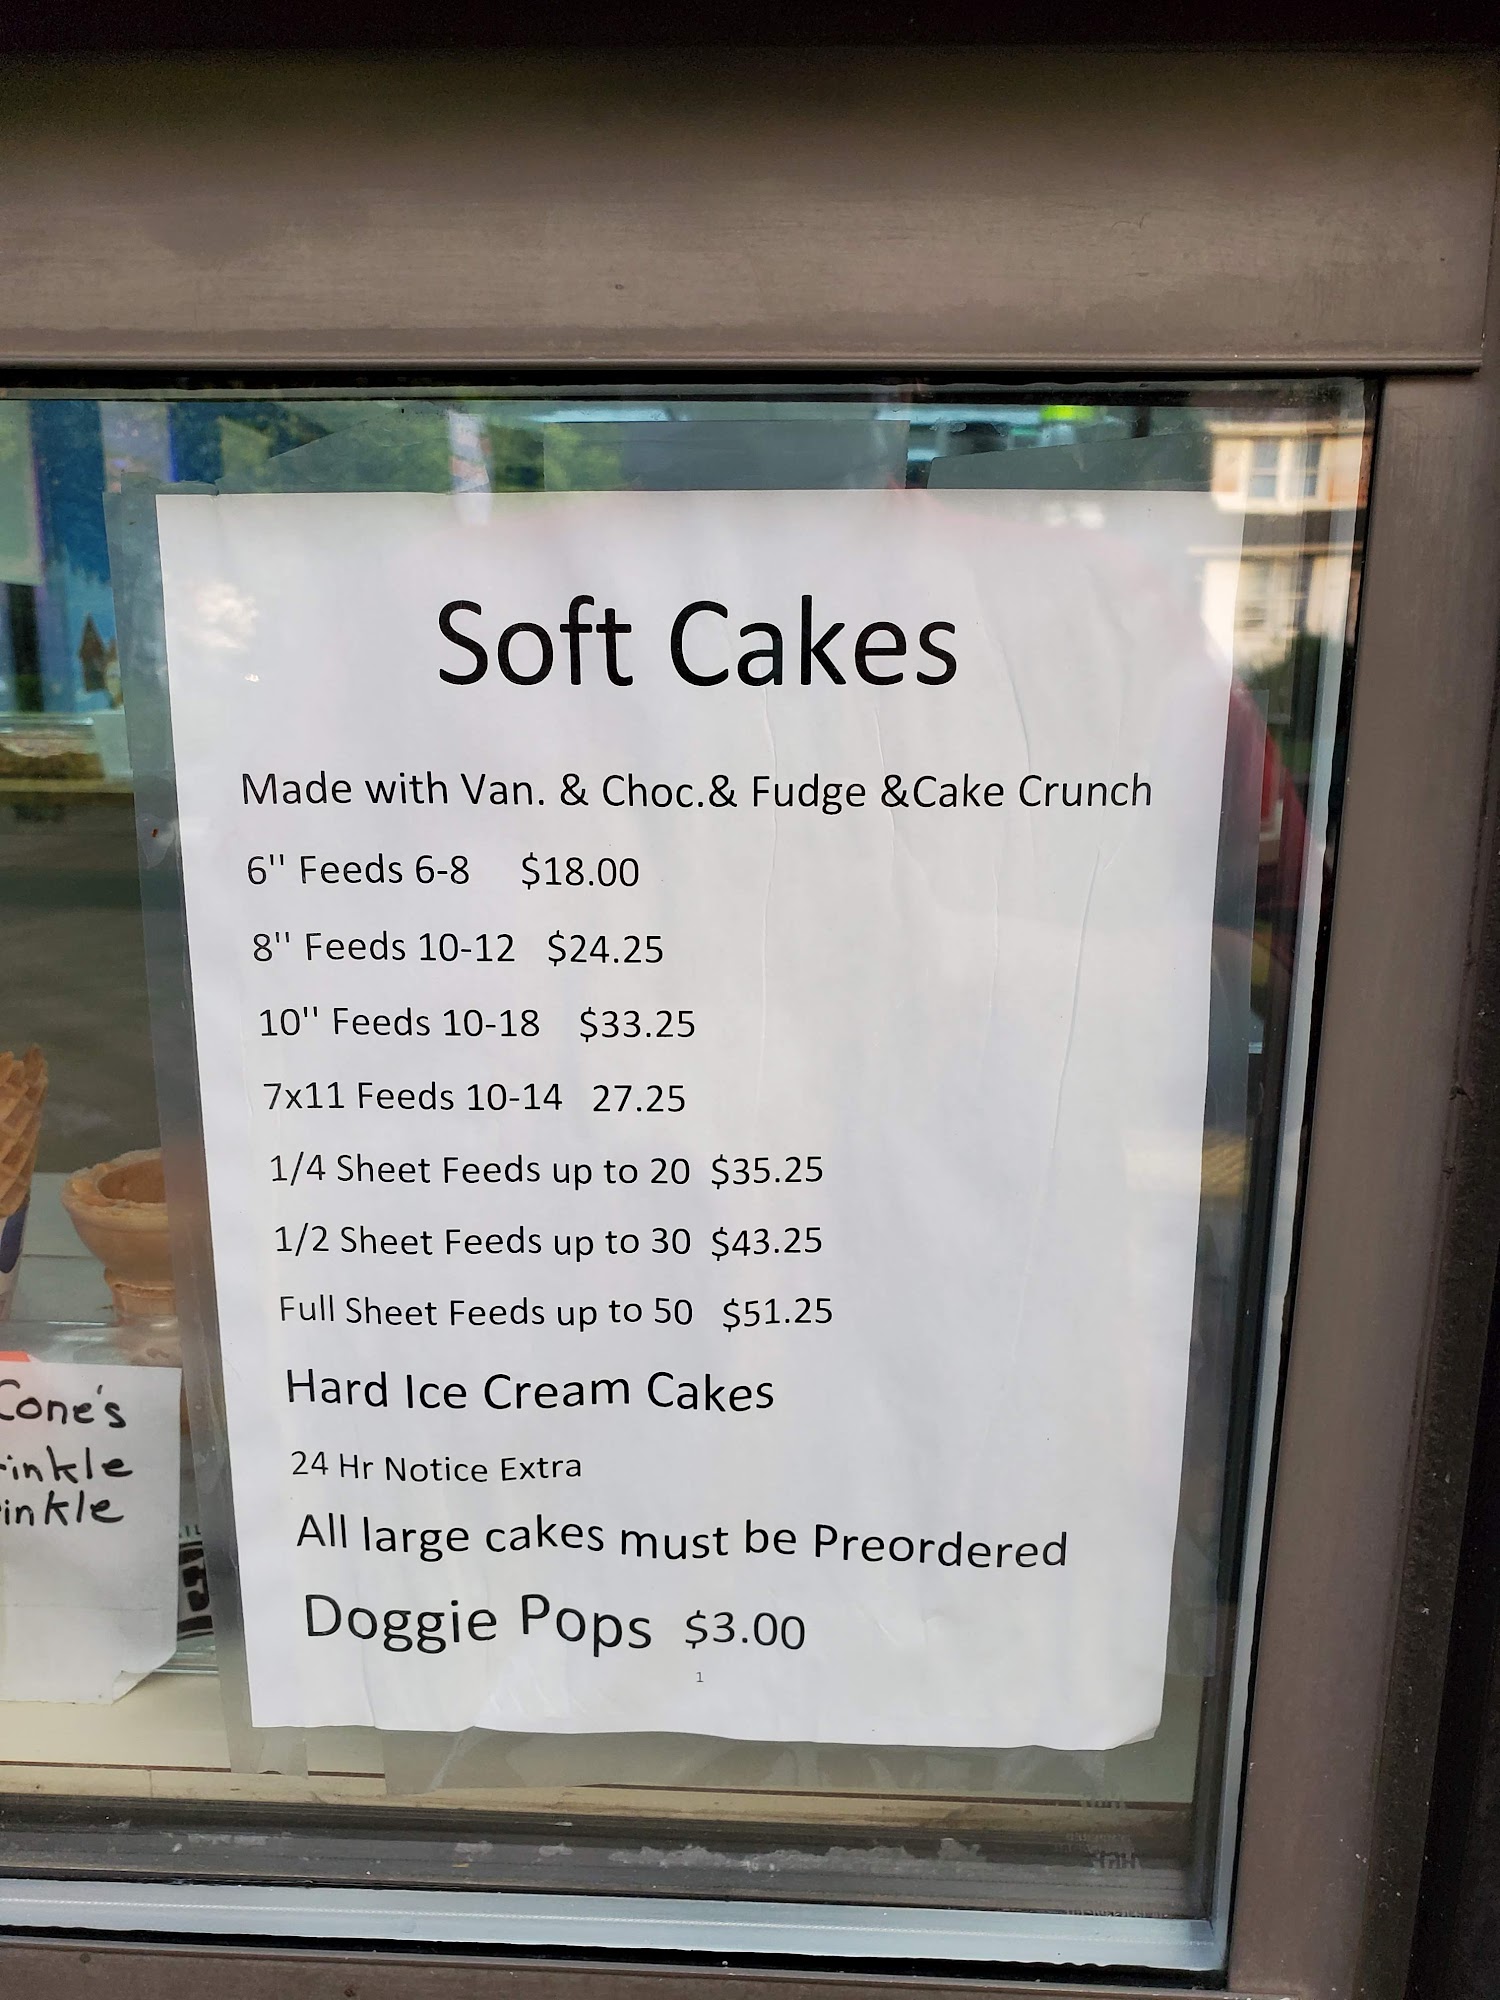 Soft Cakes
Made with Van. & Choc.& Fudge &Cake Crunch
6" Feeds 6-8 $18.00
8" Feeds 10-12 $24.25
10" Feeds 10-18 $33.25
7x11 Feeds 10-14 27.25
1/4 Sheet Feeds up to 20 $35.25
1/2 Sheet Feeds up to 30 $43.25
Full Sheet Feeds up to 50 $51.25
Hard Ice Cream Cakes
24 Hr Notice Extra
All large cakes must be Preordered
Doggie Pops $3.00
1
Cone's